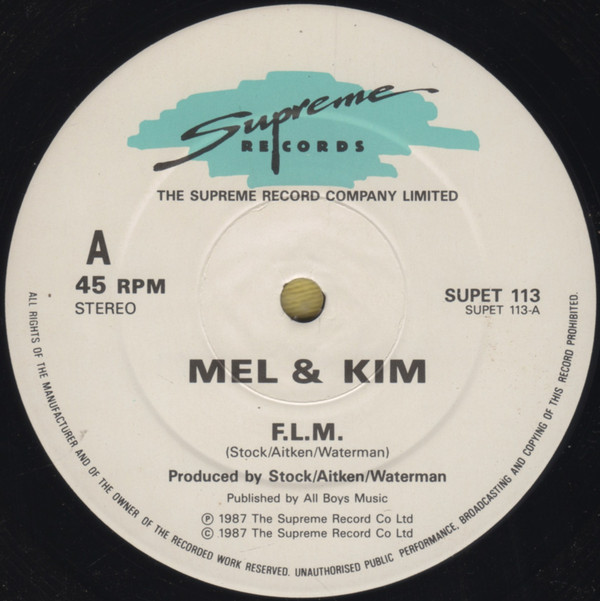 Supreme
RECORDS
THE SUPREME RECORD COMPANY LIMITED
A
45 RPM
STEREO
SUPET 113
SUPET 113-A
MEL & KIM
F.L.M.
(Stock/Aitken/Waterman)
Produced by Stock/Aitken/Waterman
Published by All Boys Music
Ⓟ 1987 The Supreme Record Co Ltd
© 1987 The Supreme Record Co Ltd
ALL RIGHTS OF THE MANUFACTURER AND OF THE OWNER OF THE RECORDED WORK RESERVED. UNAUTHORISED PUBLIC PERFORMANCE, BROADCASTING AND COPYING OF THIS RECORD PROHIBITED.